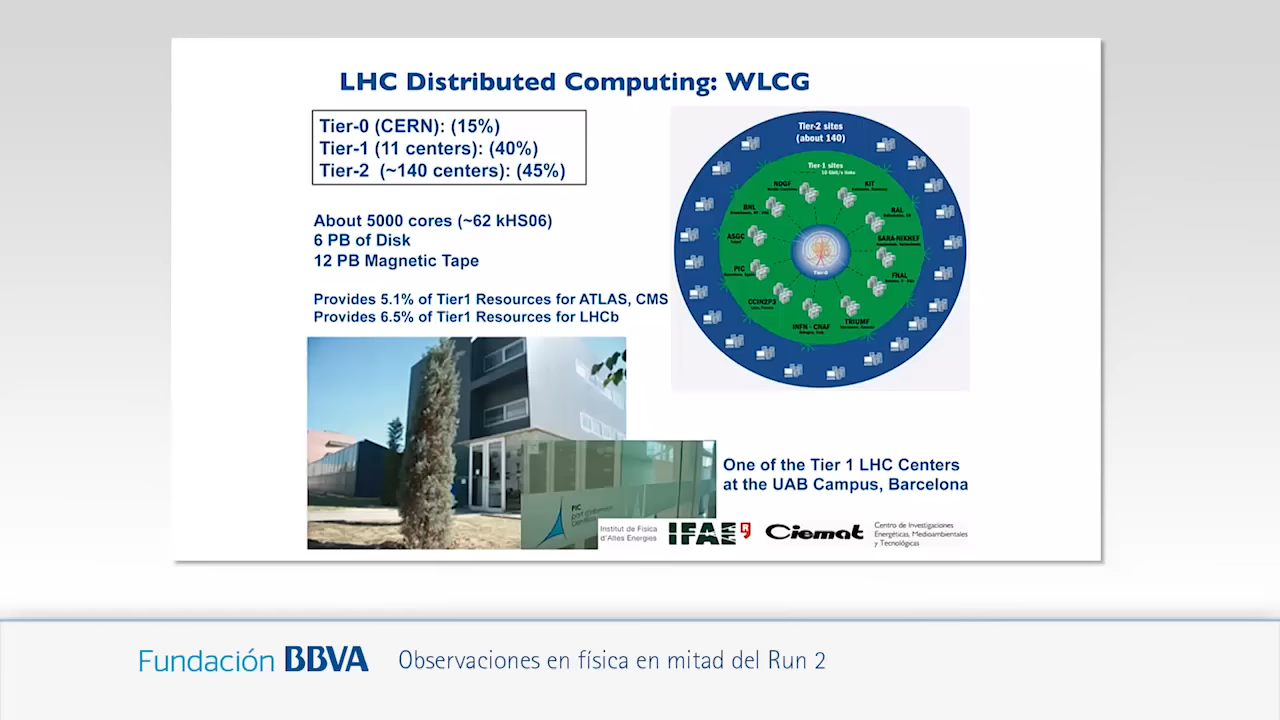 LHC Distributed Computing: WLCG
Tier-0 (CERN): (15%)
Tier-1 (11 centers): (40%)
Tier-2 (~140 centers): (45%)
About 5000 cores (~62 kHS06)
6 PB of Disk
12 PB Magnetic Tape
Provides 5.1% of Tier1 Resources for ATLAS, CMS
Provides 6.5% of Tier1 Resources for LHCb
Tier-2 sites
(about 140)
Tier-1 sites
10 Gbit/s links
NDGF
KIT
BNL
RAL
ASGC
SARA-NIKHEF
PIC
Tier-0
FNAL
CCIN2P3
TRIUMF
INFN - CNAF
One of the Tier 1 LHC Centers
at the UAB Campus, Barcelona
PIC
port d'informació
científica
Institut de Física
d'Altes Energies
IFAE
Ciemat
Centro de Investigaciones
Energéticas, Medioambientales
y Tecnológicas
Fundación BBVA
Observaciones en física en mitad del Run 2